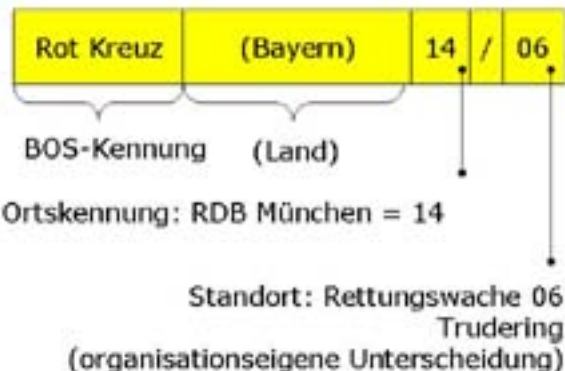 Rot Kreuz (Bayern) 14 / 06
BOS-Kennung (Land)
Ortskennung: RDB München = 14
Standort: Rettungswache 06
Trudering
(organisationseigene Unterscheidung)